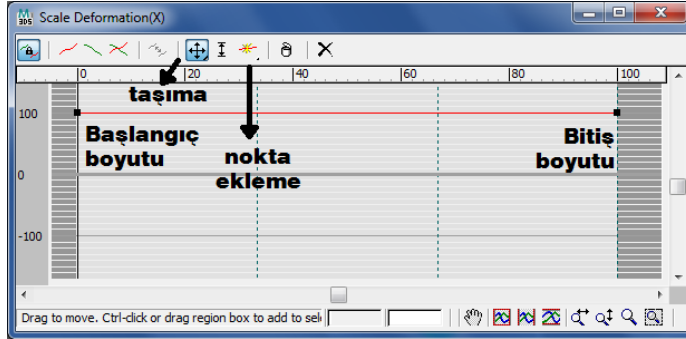 Scale Deformation(X)
0 20 40 60 80 100
taşıma
100
Başlangıç
boyutu
nokta
ekleme
Bitiş
boyutu
0
-100
Drag to move. Ctrl-click or drag region box to add to sel